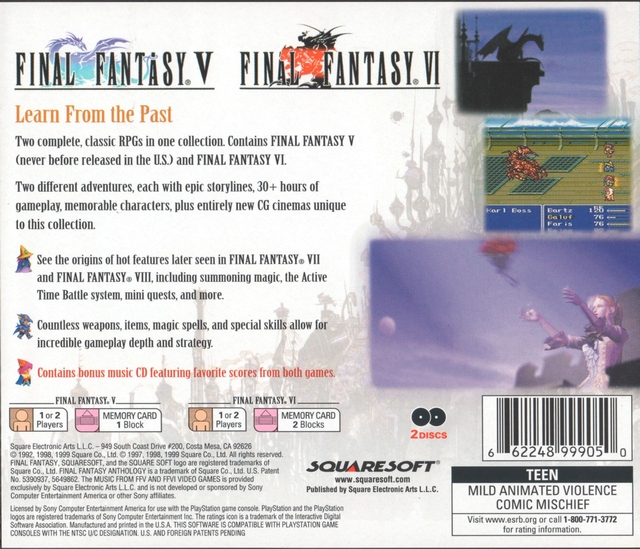 FINAL FANTASY® V
FINAL FANTASY® VI
Learn From the Past
Two complete, classic RPGs in one collection. Contains FINAL FANTASY V
(never before released in the U.S.) and FINAL FANTASY VI.
Two different adventures, each with epic storylines, 30+ hours of
gameplay, memorable characters, plus entirely new CG cinemas unique
to this collection.
Karl Boss
Bartz
Galuf 76
Faris 76
See the origins of hot features later seen in FINAL FANTASY® VII
and FINAL FANTASY® VIII, including summoning magic, the Active
Time Battle system, mini quests, and more.
Countless weapons, items, magic spells, and special skills allow for
incredible gameplay depth and strategy.
Contains bonus music CD featuring favorite scores from both games.
FINAL FANTASY® V
1 or 2
Players
MEMORY CARD
1 Block
FINAL FANTASY® VI
1 or 2
Players
MEMORY CARD
2 Blocks
2 DISCS
Square Electronic Arts L.L.C. – 949 South Coast Drive #200, Costa Mesa, CA 92626
© 1992, 1998, 1999 Square Co., Ltd. © 1997, 1998, 1999 Square Co., Ltd. All rights reserved.
FINAL FANTASY, SQUARESOFT, and the SQUARE SOFT logo are registered trademarks of
Square Co., Ltd. FINAL FANTASY ANTHOLOGY is a trademark of Square Co., Ltd. U.S. Patent
No. 5390937, 5649862. The MUSIC FROM FFV AND FFVI VIDEO GAMES is provided
exclusively by Square Electronic Arts L.L.C. and is not developed or sponsored by Sony
Computer Entertainment America or other Sony affiliates.
Licensed by Sony Computer Entertainment America for use with the PlayStation game console. PlayStation and the PlayStation
logos are registered trademarks of Sony Computer Entertainment Inc. The ratings icon is a trademark of the Interactive Digital
Software Association. Manufactured and printed in the U.S.A. THIS SOFTWARE IS COMPATIBLE WITH PLAYSTATION GAME
CONSOLES WITH THE NTSC U/C DESIGNATION. U.S. AND FOREIGN PATENTS PENDING
SQUARESOFT®
www.squaresoft.com
Published by Square Electronic Arts L.L.C.
6 62248 99905 0
TEEN
MILD ANIMATED VIOLENCE
COMIC MISCHIEF
Visit www.esrb.org or call 1-800-771-3772
for rating information.